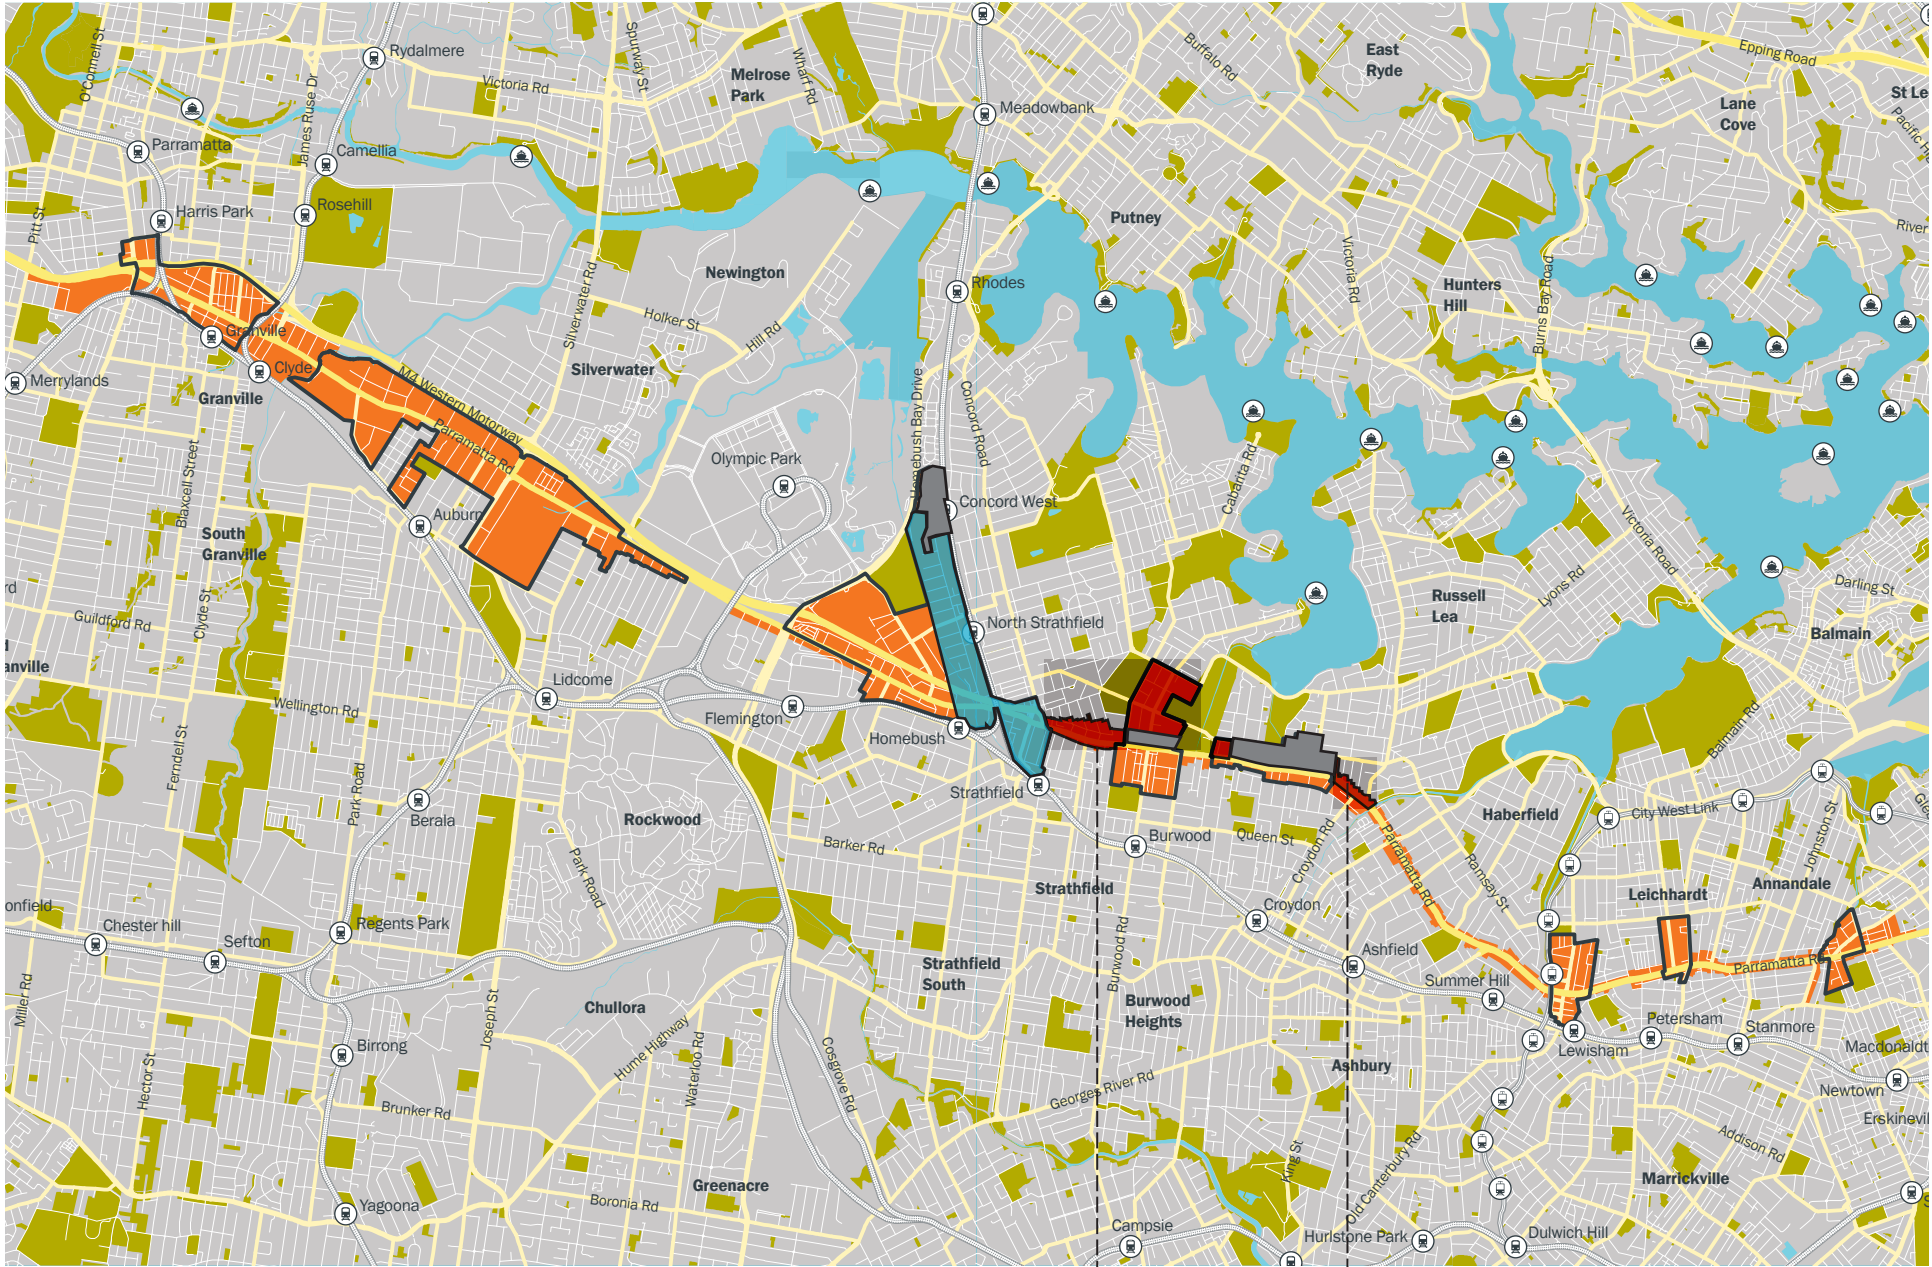 Rydalmere
O'Connell St
Victoria Rd
Spurway St
Melrose
Park
Wharf Rd
Buffalo Rd
East
Ryde
Epping Road
Lane
Cove
St Le
Pacific H
Meadowbank
James Ruse Dr
Parramatta
Camellia
Harris Park
Rosehill
Pitt St
Putney
River
Newington
Silverwater Rd
Rhodes
Victoria Rd
Hunters
Hill
Burns Bay Road
Holker St
Hill Rd
Granville
Clyde
Merrylands
Granville
Silverwater
M4 Western Motorway
Parramatta Rd
Homebush Bay Drive
Concord Road
Olympic Park
Cabarita Rd
Blaxcell Street
Auburn
Concord West
South
Granville
Victoria Road
rd
Guildford Rd
Clyde St
North Strathfield
Russell
Lea
Lyons Rd
Darling St
Balmain
anville
Lidcome
Wellington Rd
Flemington
Homebush
Balmain Rd
Ferndell St
Park Road
Strathfield
Berala
Rockwood
Barker Rd
Burwood
Queen St
Croydon Rd
Parramatta Rd
Haberfield
City West Link
Johnston St
Gle
Park Road
Strathfield
Ramsay St
Leichhardt
Annandale
onfield
Chester hill
Sefton
Regents Park
Croydon
Burwood Rd
Ashfield
Strathfield
South
Summer Hill
Parramatta R
Miller Rd
Joseph St
Chullora
Burwood
Heights
Petersham
Stanmore
Lewisham
Macdonaldt
Birrong
Hume Highway
Waterloo Rd
Cosgrove Rd
Ashbury
Hector St
Georges River Rd
Newtown
Brunker Rd
Erskinevil
Addison Rd
King St
Old Canterbury Rd
Greenacre
Marrickville
Boronia Rd
Yagoona
Campsie
Hurlstone Park
Dulwich Hill
S